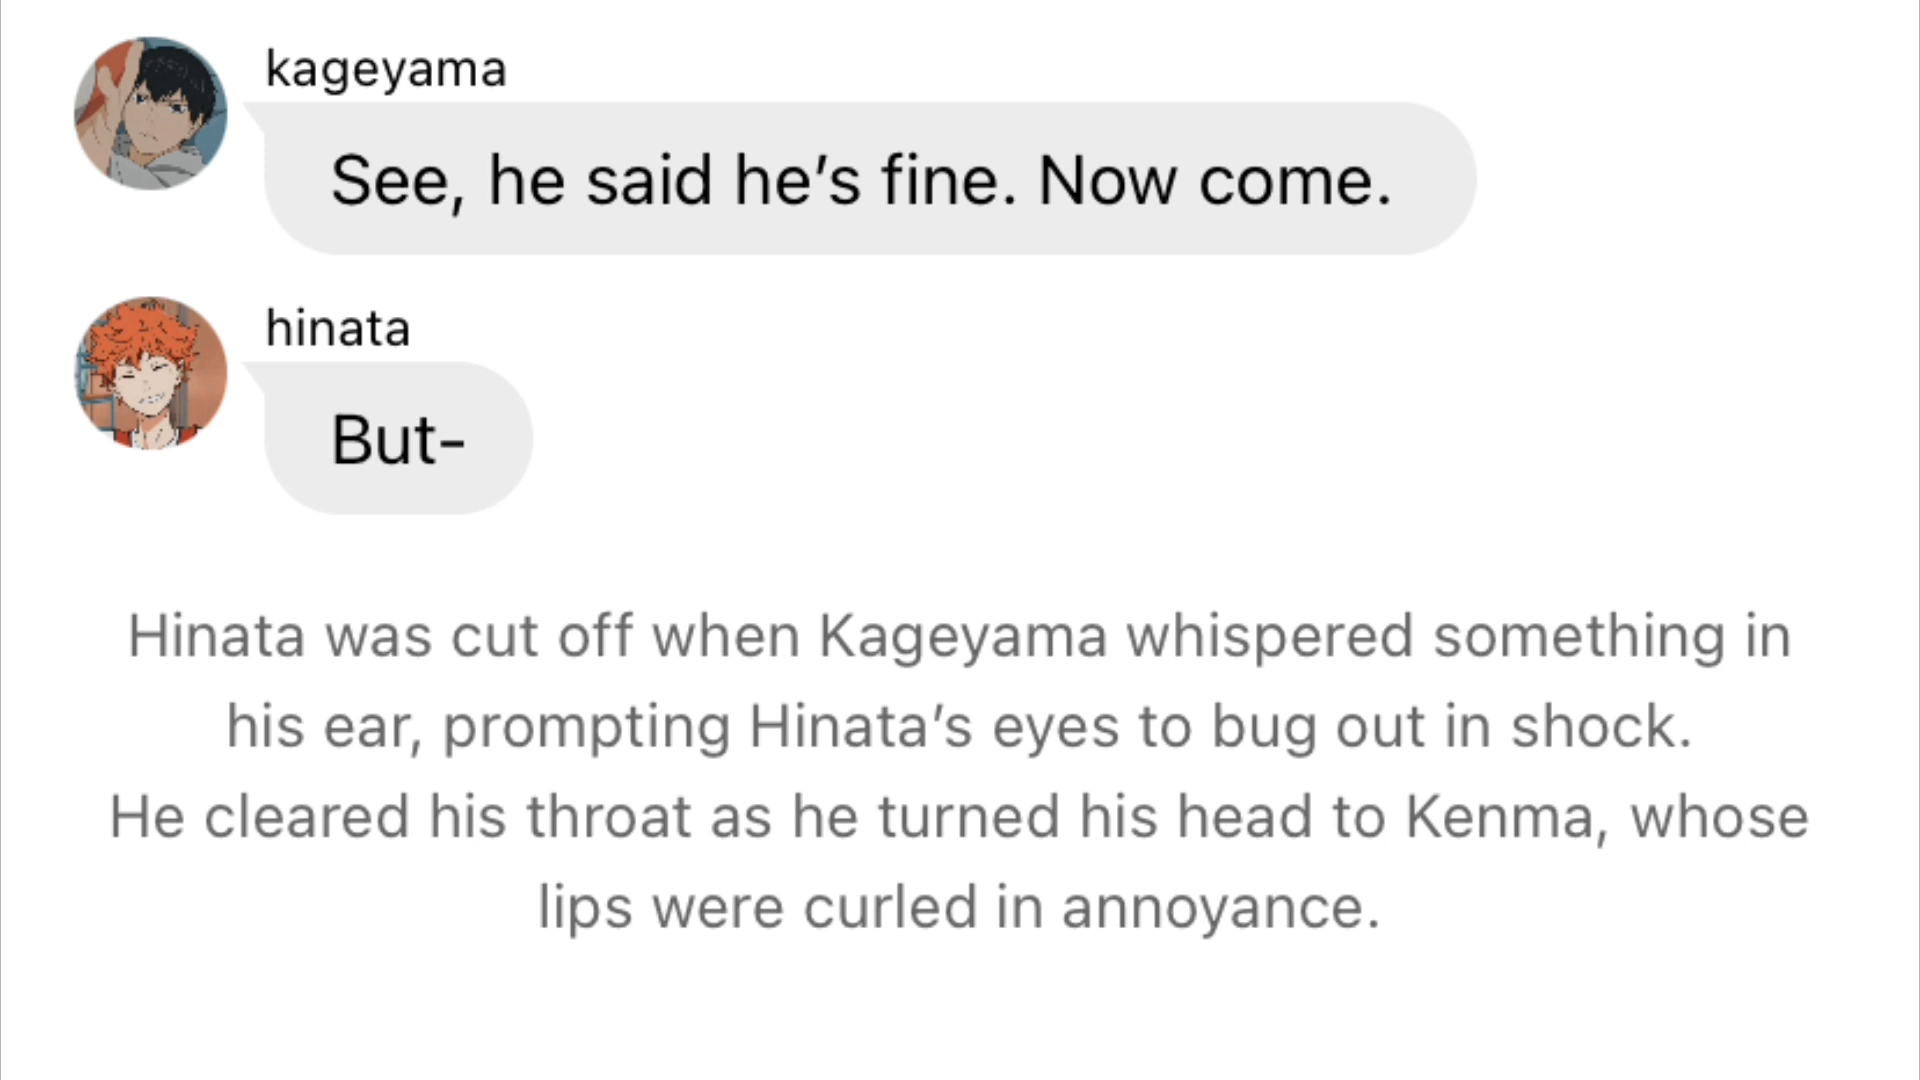 kageyama
See, he said he’s fine. Now come.
hinata
But-
Hinata was cut off when Kageyama whispered something in
his ear, prompting Hinata’s eyes to bug out in shock.
He cleared his throat as he turned his head to Kenma, whose
lips were curled in annoyance.